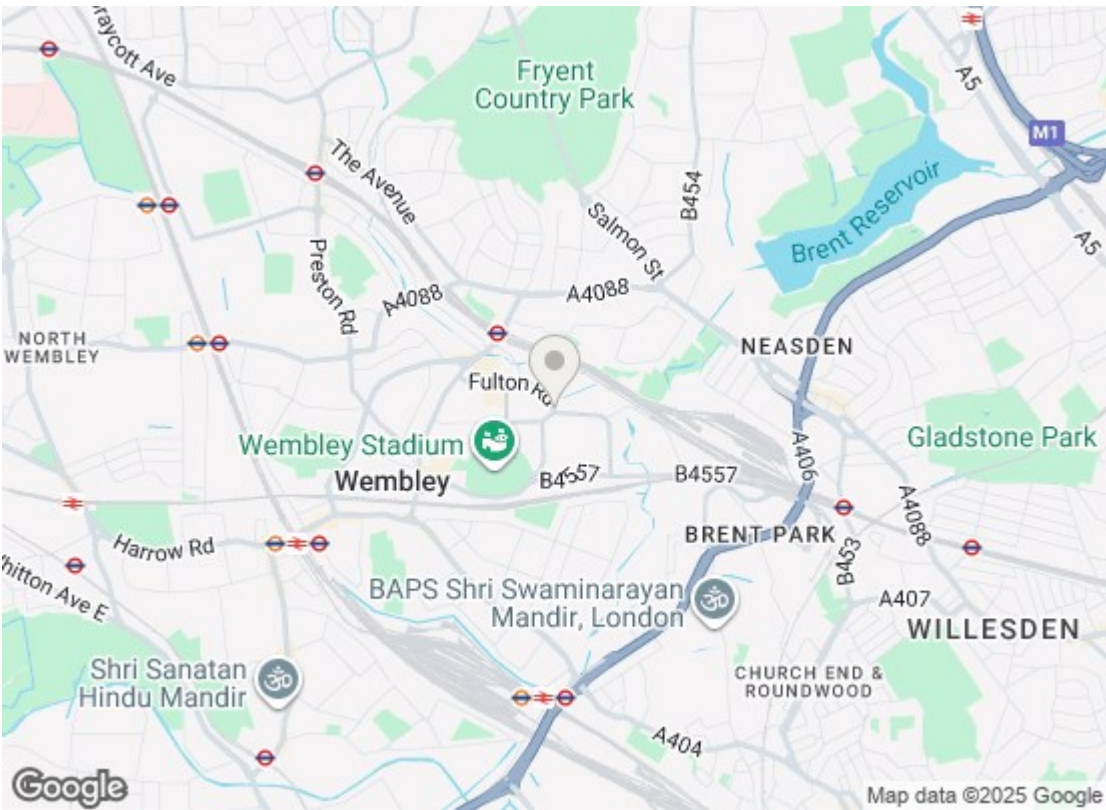 raycott Ave
Fryent
Country Park
A5
M1
The Avenue
B454
Brent Reservoir
Salmon St
A5
Preston Rd
A4088
A4088
NORTH
WEMBLEY
NEASDEN
Fulton Rd
Wembley Stadium
Wembley
Gladstone Park
A406
B4557
B4557
A4088
BRENT PARK
Harrow Rd
B453
Whitton Ave E
BAPS Shri Swaminarayan
Mandir, London
A407
WILLESDEN
Shri Sanatan
Hindu Mandir
CHURCH END &
ROUNDWOOD
A404
Google
Map data ©2025 Google